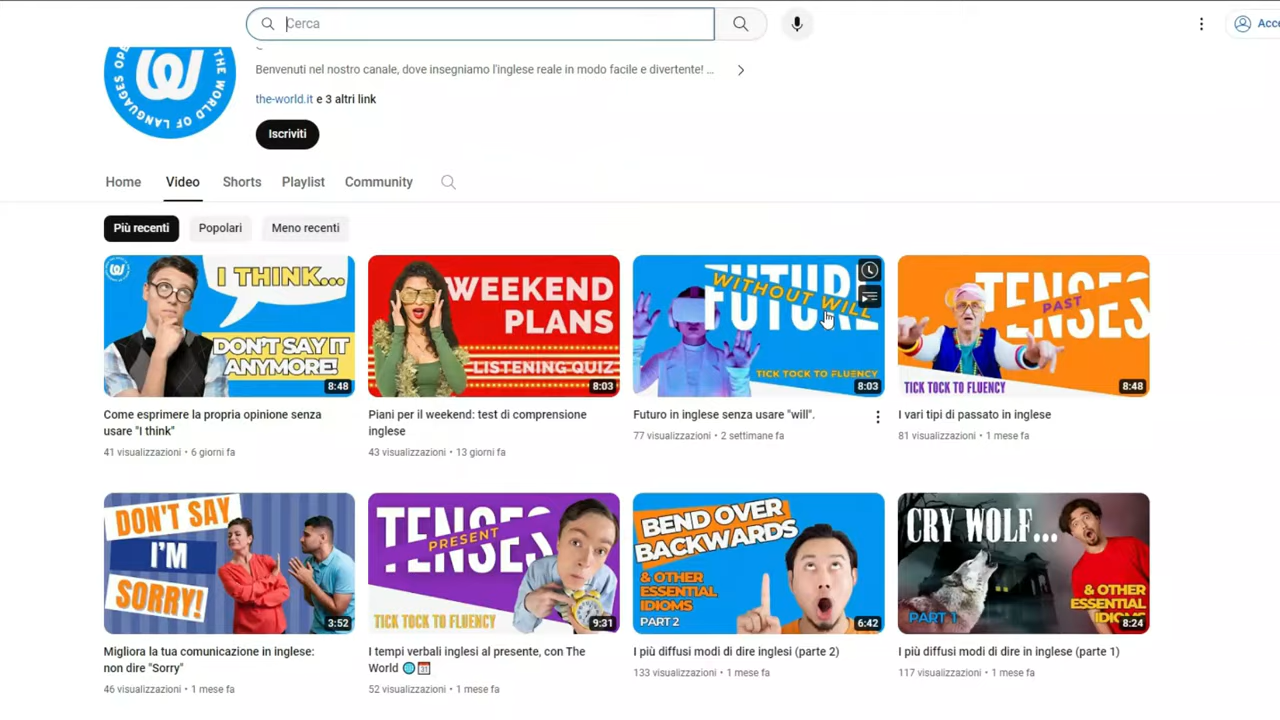 Cerca
Acce
THE WORLD OF LANGUAGES OPE
Benvenuti nel nostro canale, dove insegniamo l'inglese reale in modo facile e divertente! ...
the-world.it e 3 altri link
Iscriviti
Home Video Shorts Playlist Community
Più recenti Popolari Meno recenti
I THINK...
DON'T SAY IT
ANYMORE!
8:48
WEEKEND
PLANS
LISTENING QUIZ
8:03
FUTURE
WITHOUT WILL
TICK TOCK TO FLUENCY
8:03
TENSES
PAST
TICK TOCK TO FLUENCY
8:48
Come esprimere la propria opinione senza
usare "I think"
41 visualizzazioni • 6 giorni fa
Piani per il weekend: test di comprensione
inglese
43 visualizzazioni • 13 giorni fa
Futuro in inglese senza usare "will".
77 visualizzazioni • 2 settimane fa
I vari tipi di passato in inglese
81 visualizzazioni • 1 mese fa
DON'T SAY
I'M
SORRY!
3:52
TENSES
PRESENT
TICK TOCK TO FLUENCY
9:31
BEND OVER
BACKWARDS
& OTHER
ESSENTIAL
IDIOMS
PART 2
6:42
CRY WOLF...
PART 1
& OTHER
ESSENTIAL
IDIOMS
8:24
Migliora la tua comunicazione in inglese:
non dire "Sorry"
46 visualizzazioni • 1 mese fa
I tempi verbali inglesi al presente, con The
World
52 visualizzazioni • 1 mese fa
I più diffusi modi di dire inglesi (parte 2)
133 visualizzazioni • 1 mese fa
I più diffusi modi di dire in inglese (parte 1)
117 visualizzazioni • 1 mese fa